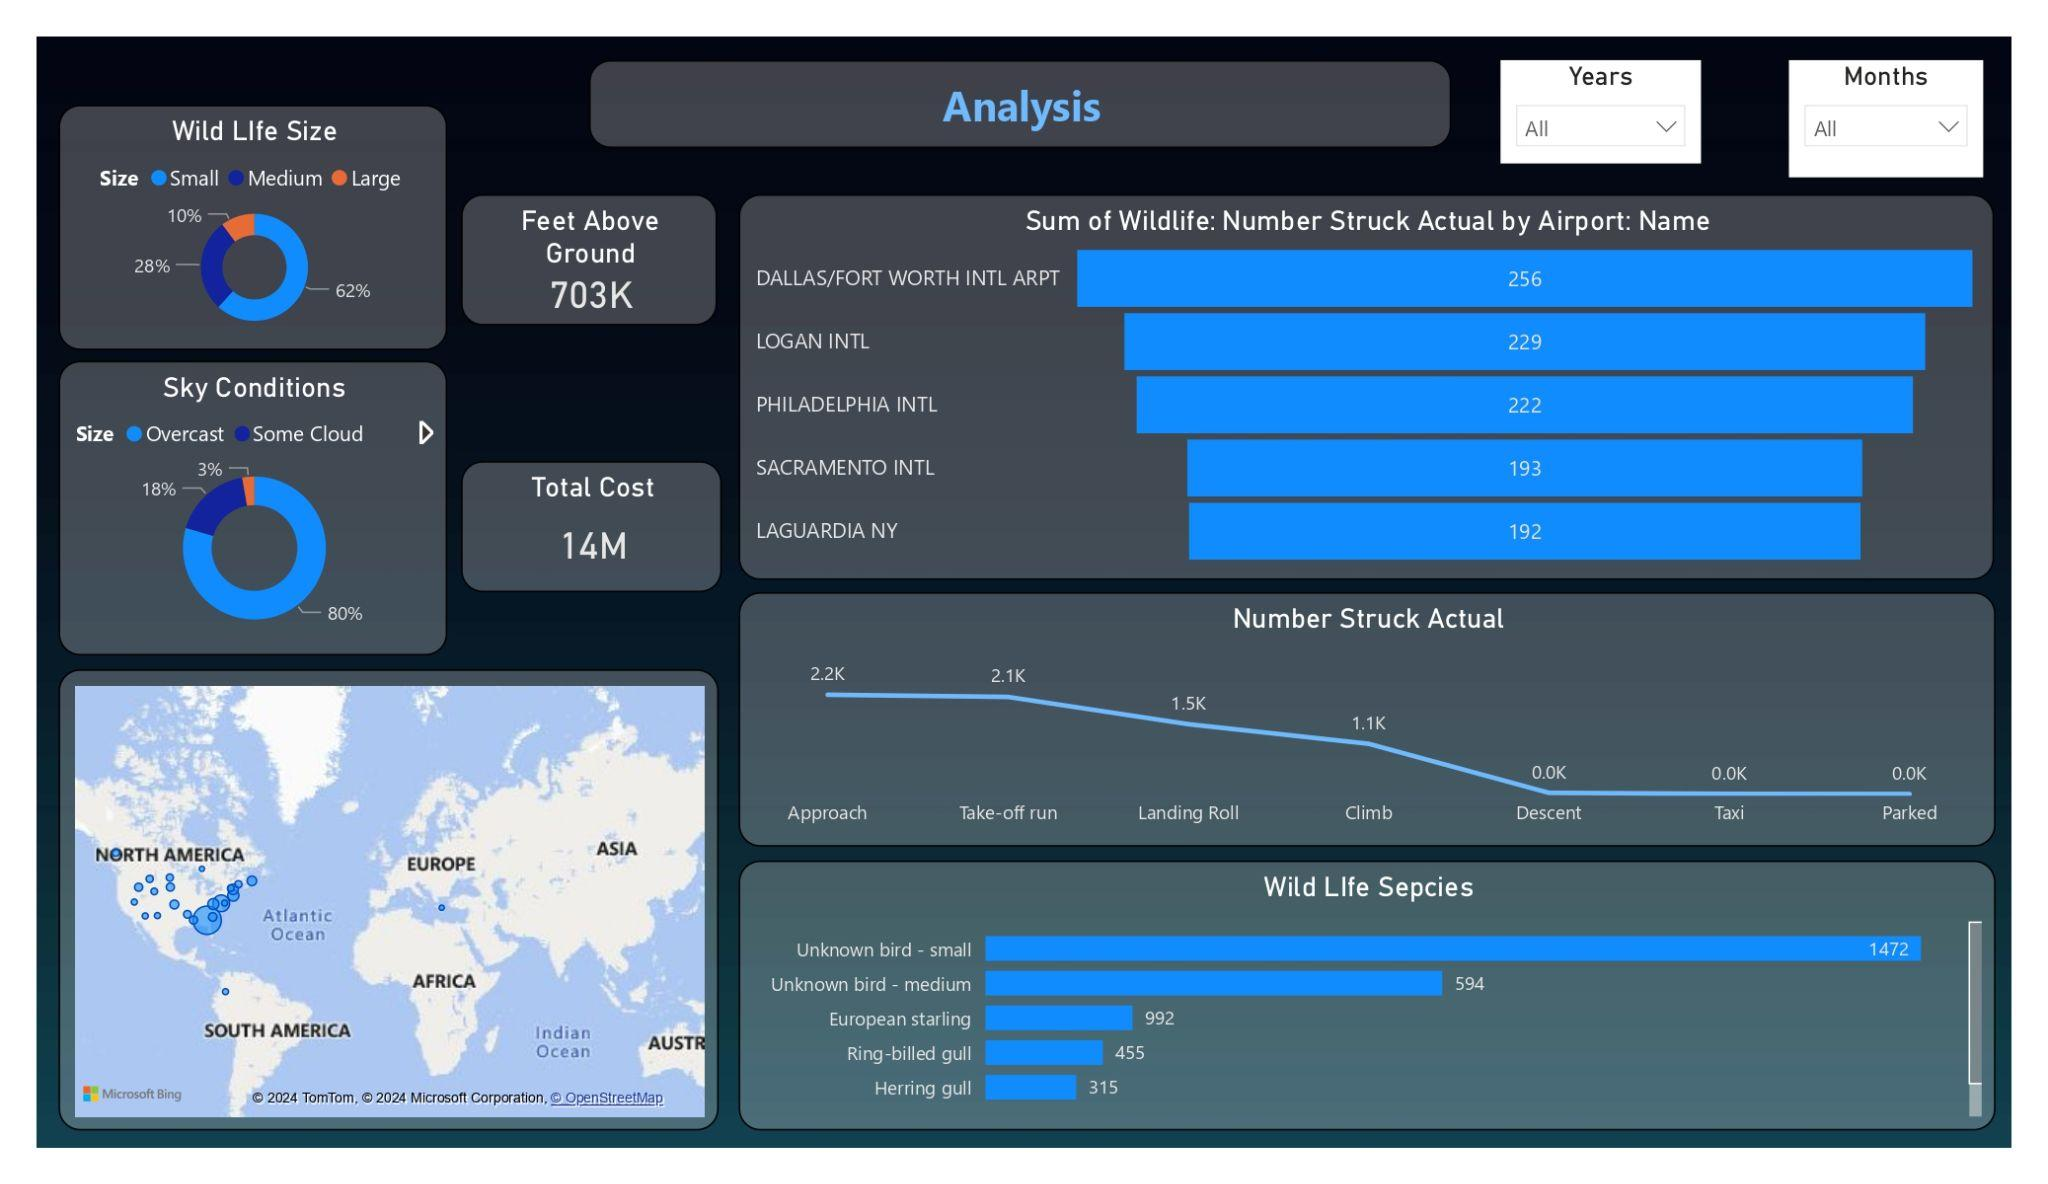 Analysis
Years
All
Months
All
Wild LIfe Size
Size Small Medium Large
10%
28%
62%
Feet Above
Ground
703K
Sky Conditions
Size Overcast Some Cloud
3%
18%
80%
Total Cost
14M
Sum of Wildlife: Number Struck Actual by Airport: Name
DALLAS/FORT WORTH INTL ARPT 256
LOGAN INTL 229
PHILADELPHIA INTL 222
SACRAMENTO INTL 193
LAGUARDIA NY 192
Number Struck Actual
2.2K 2.1K 1.5K 1.1K 0.0K 0.0K 0.0K
Approach Take-off run Landing Roll Climb Descent Taxi Parked
NORTH AMERICA
EUROPE
ASIA
Atlantic
Ocean
AFRICA
SOUTH AMERICA
Indian
Ocean
AUSTR
Microsoft Bing
© 2024 TomTom, © 2024 Microsoft Corporation, © OpenStreetMap
Wild LIfe Sepcies
Unknown bird - small 1472
Unknown bird - medium 594
European starling 992
Ring-billed gull 455
Herring gull 315